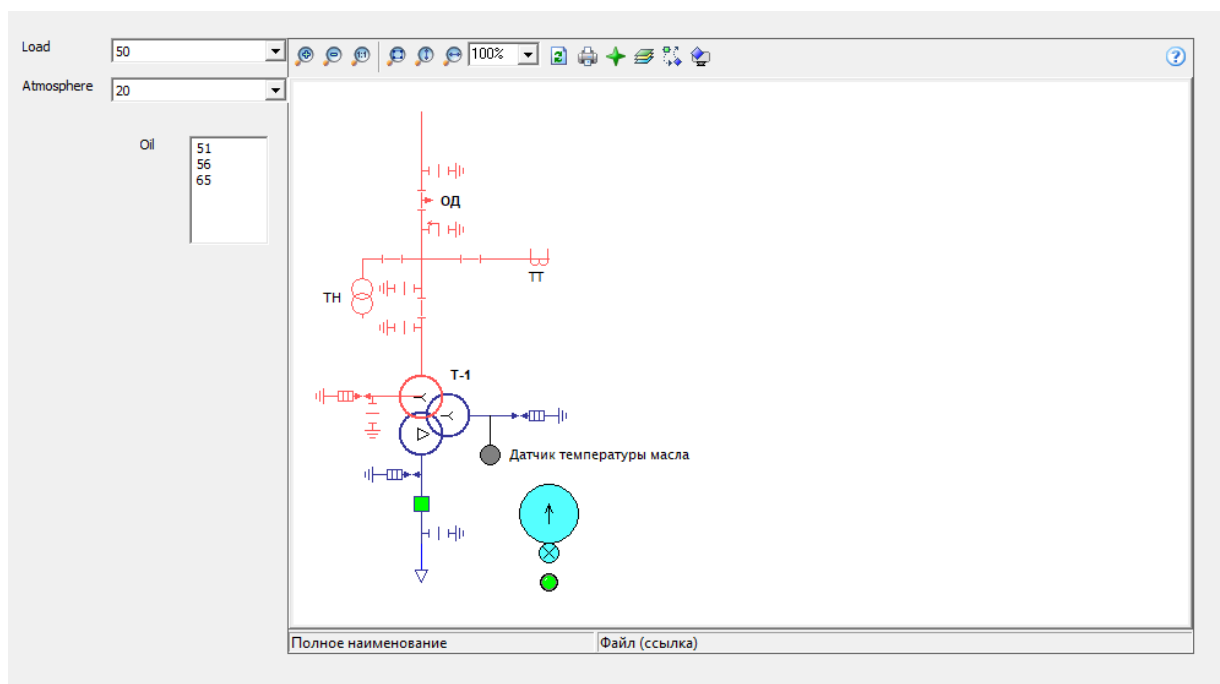 Load
50
100%
Atmosphere
20
Oil
51
56
65
ОД
ТТ
ТН
Т-1
Датчик температуры масла
Полное наименование
Файл (ссылка)